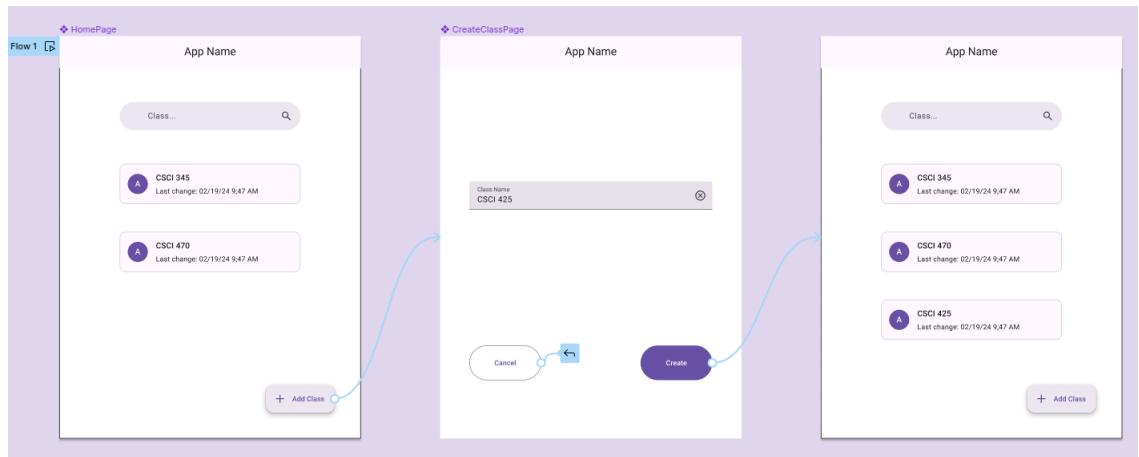 HomePage
CreateClassPage
Flow 1
App Name
Class...
A
CSCI 345
Last change: 02/19/24 9;47 AM
A
CSCI 470
Last change: 02/19/24 9;47 AM
+ Add Class
App Name
Class Name
CSCI 425
Cancel
Create
App Name
Class...
A
CSCI 345
Last change: 02/19/24 9;47 AM
A
CSCI 470
Last change: 02/19/24 9;47 AM
A
CSCI 425
Last change: 02/19/24 9;47 AM
+ Add Class